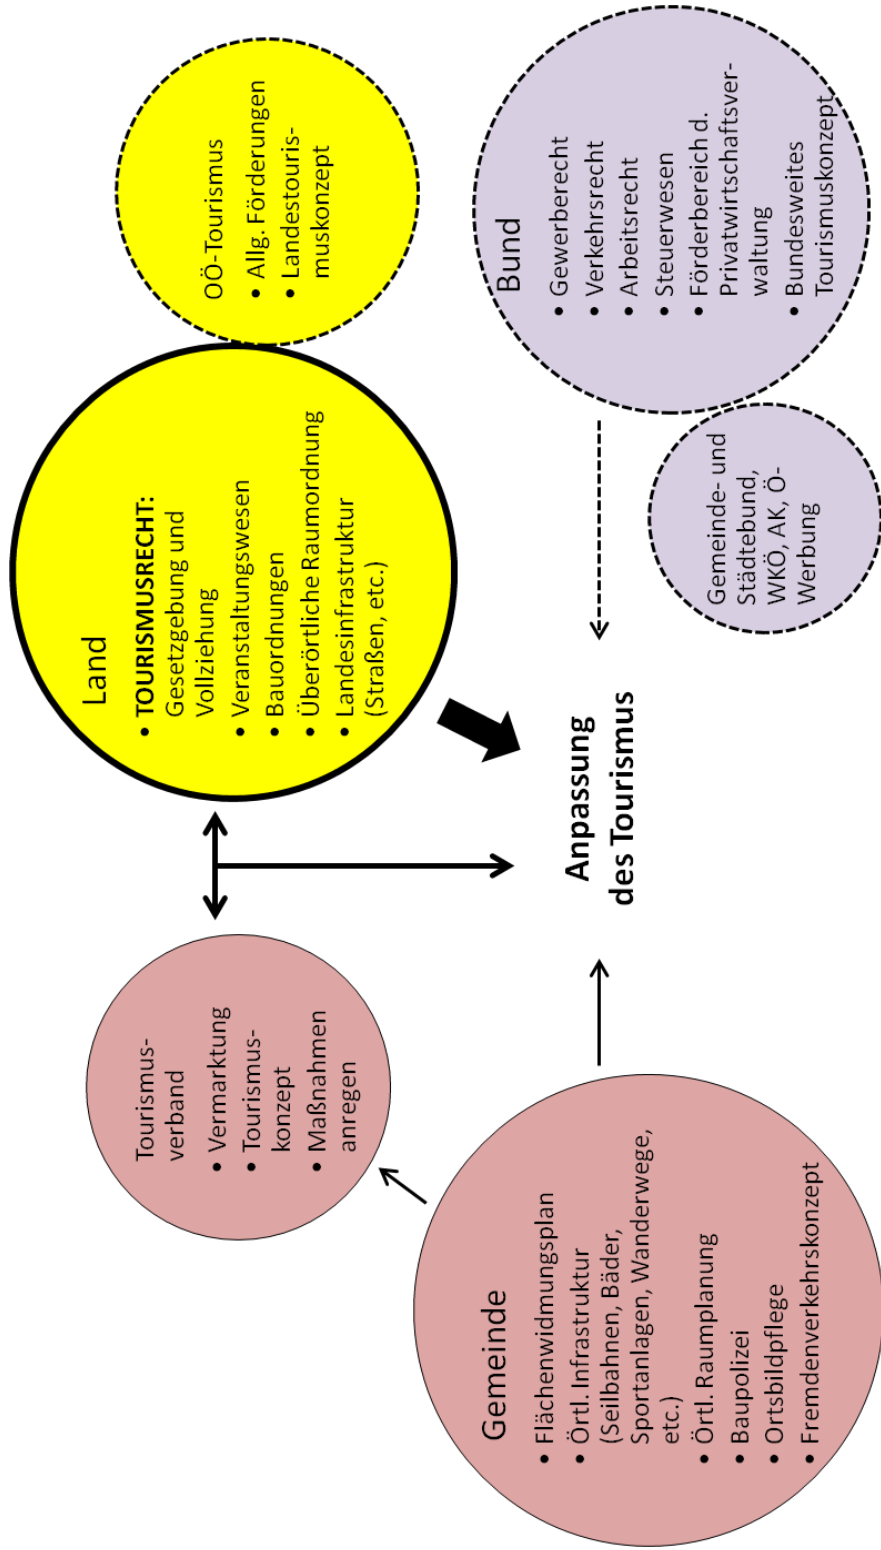 Gemeinde
• Flächenwidmungsplan
• Örtl. Infrastruktur
(Seilbahnen, Bäder,
Sportanlagen, Wanderwege,
etc.)
• Örtl. Raumplanung
• Baupolizei
• Ortsbildpflege
• Fremdenverkehrskonzept
Tourismus-
verband
• Vermarktung
• Tourismus-
konzept
• Maßnahmen
anregen
Land
• TOURISMUSRECHT:
Gesetzgebung und
Vollziehung
• Veranstaltungswesen
• Bauordnungen
• Überörtliche Raumordnung
• Landesinfrastruktur
(Straßen, etc.)
OÖ-Tourismus
• Allg. Förderungen
• Landestouris-
muskonzept
Anpassung
des Tourismus
Bund
• Gewerberecht
• Verkehrsrecht
• Arbeitsrecht
• Steuerwesen
• Förderbereich d.
Privatwirtschaftsver-
waltung
• Bundesweites
Tourismuskonzept
Gemeinde- und
Städtebund,
WKÖ, AK, Ö-
Werbung